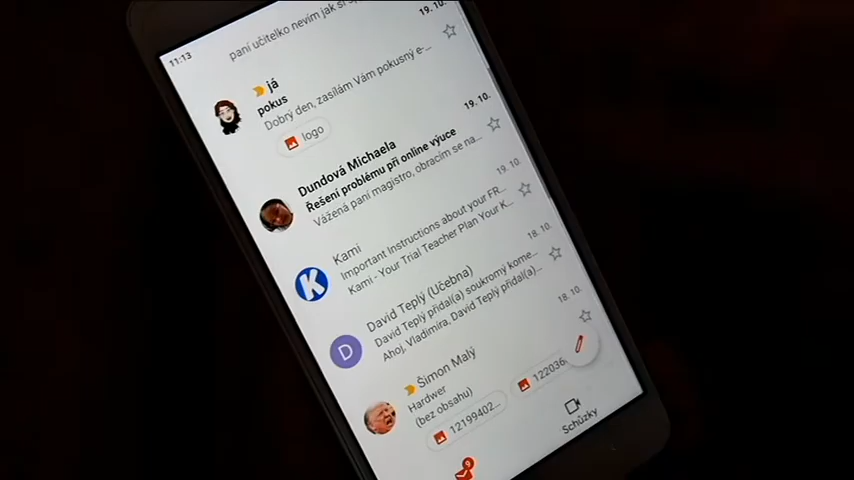 11:13
paní učitelko nevím jak si
19. 10.
já
pokus
Dobrý den, zasílám Vám pokusný e-...
logo
19. 10.
Dundová Michaela
Řešení problému při online výuce
Vážená paní magistro, obracím se na...
19. 10.
Kami
Important Instructions about your FR...
Kami - Your Trial Teacher Plan Your K...
K
18. 10.
David Teplý (Učebna)
David Teplý přidal(a) soukromý kome...
Ahoj, Vladimíra, David Teplý přidal(a)...
D
18. 10.
Šimon Malý
Hardwer
(bez obsahu)
12199402...
122036
9
Schůzky